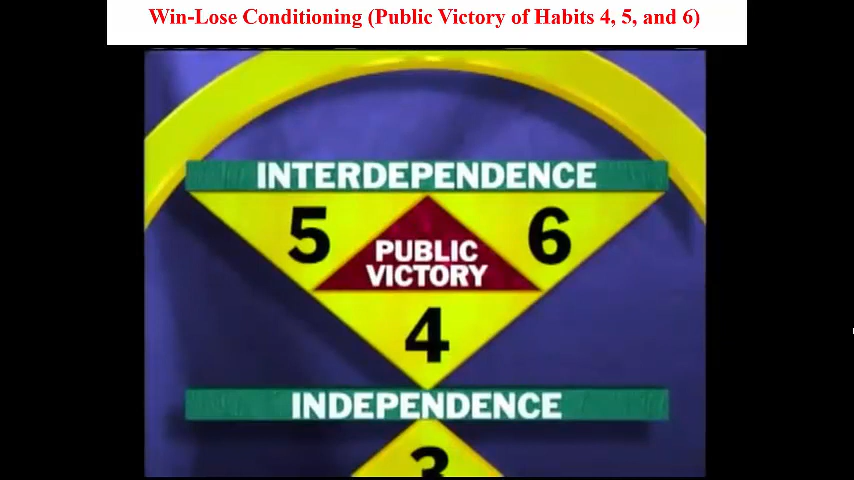 Win-Lose Conditioning (Public Victory of Habits 4, 5, and 6)
INTERDEPENDENCE
5
6
PUBLIC
VICTORY
4
INDEPENDENCE
3